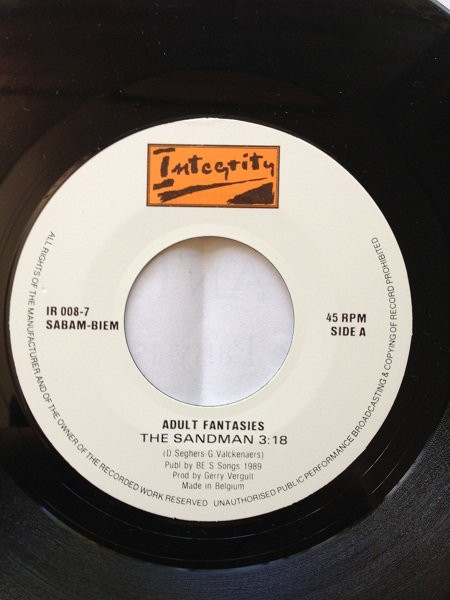 Integrity
IR 008-7
SABAM-BIEM
45 RPM
SIDE A
ADULT FANTASIES
THE SANDMAN 3:18
(D Seghers-G Valckenaers)
Publ by BE'S Songs 1989
Prod by Gerry Vergult
Made in Belgium
ALL RIGHTS OF THE MANUFACTURER AND OF THE OWNER OF THE RECORDED WORK RESERVED UNAUTHORISED PUBLIC PERFORMANCE BROADCASTING & COPYING OF RECORD PROHIBITED